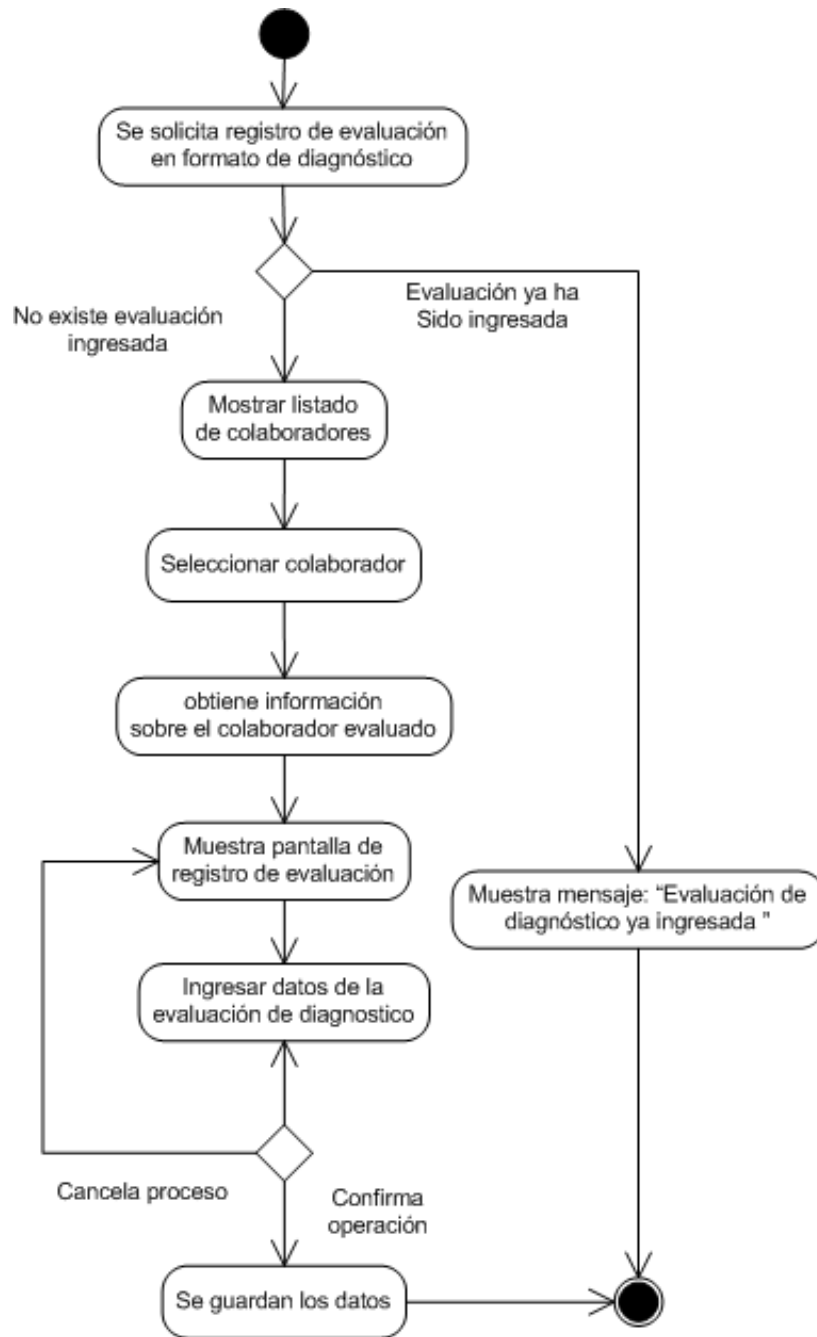 Se solicita registro de evaluación
en formato de diagnóstico
No existe evaluación
ingresada
Evaluación ya ha
Sido ingresada
Mostrar listado
de colaboradores
Seleccionar colaborador
obtiene información
sobre el colaborador evaluado
Muestra pantalla de
registro de evaluación
Muestra mensaje: “Evaluación de
diagnóstico ya ingresada ”
Ingresar datos de la
evaluación de diagnostico
Cancela proceso
Confirma
operación
Se guardan los datos